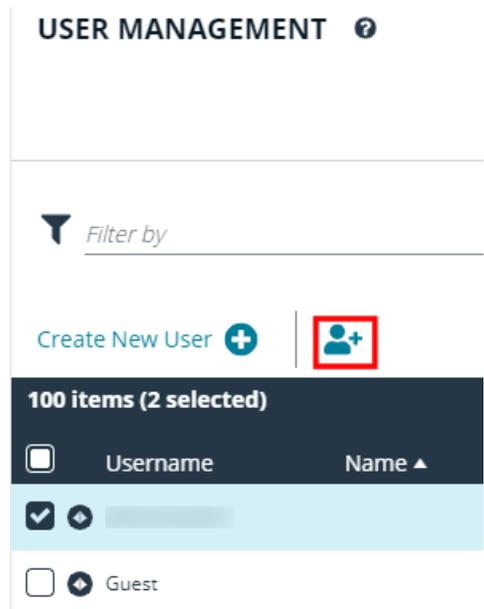 USER MANAGEMENT
Filter by
Create New User
100 items (2 selected)
Username Name
Guest